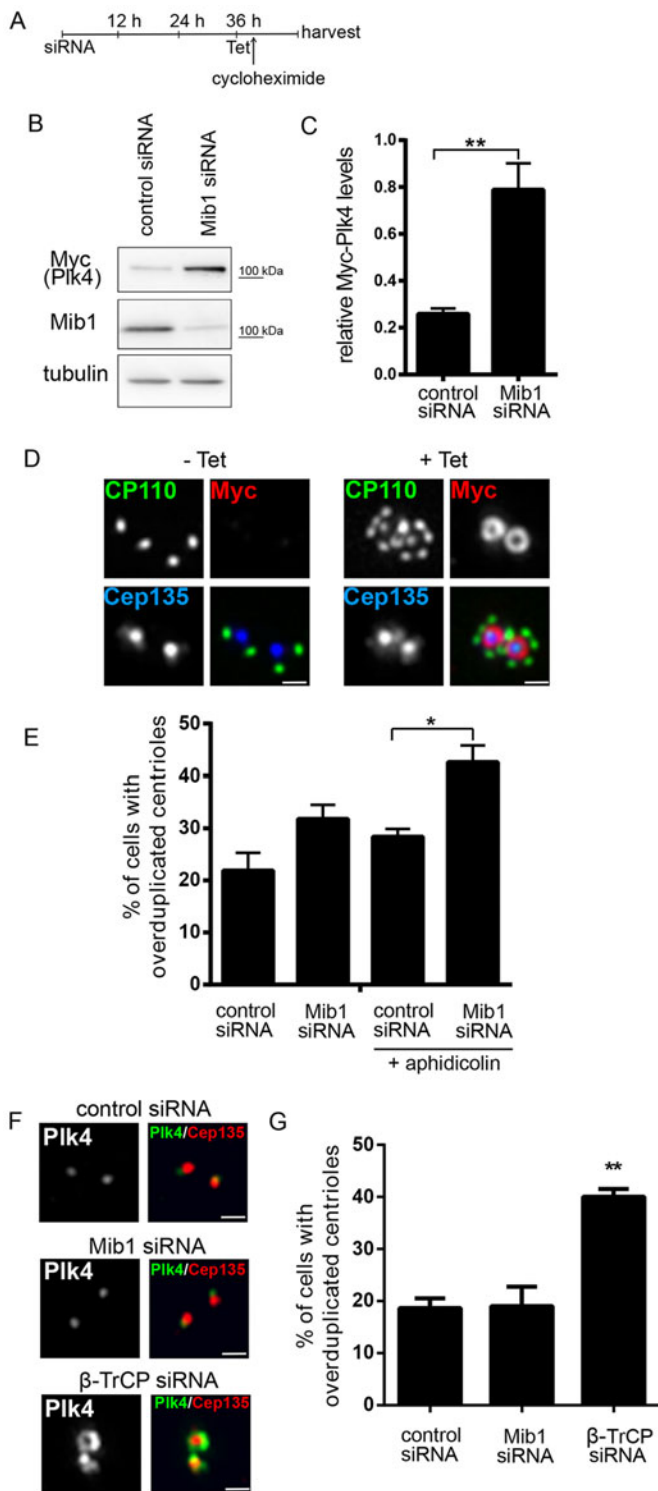 A
12 h 24 h 36 h harvest
siRNA Tet
cycloheximide
B
control siRNA
Mib1 siRNA
Myc
(Plk4)
100 kDa
Mib1
100 kDa
tubulin
C
relative Myc-Plk4 levels
1.0
0.8
0.6
0.4
0.2
0.0
**
control
siRNA
Mib1
siRNA
D
- Tet
+ Tet
CP110 Myc
Cep135
CP110 Myc
Cep135
E
% of cells with
overduplicated centrioles
50
40
30
20
10
0
*
control
siRNA
Mib1
siRNA
control
siRNA
Mib1
siRNA
+ aphidicolin
F
control siRNA
Plk4 Plk4/Cep135
Mib1 siRNA
Plk4 Plk4/Cep135
β-TrCP siRNA
Plk4 Plk4/Cep135
G
% of cells with
overduplicated centrioles
50
40
30
20
10
0
**
control
siRNA
Mib1
siRNA
β-TrCP
siRNA